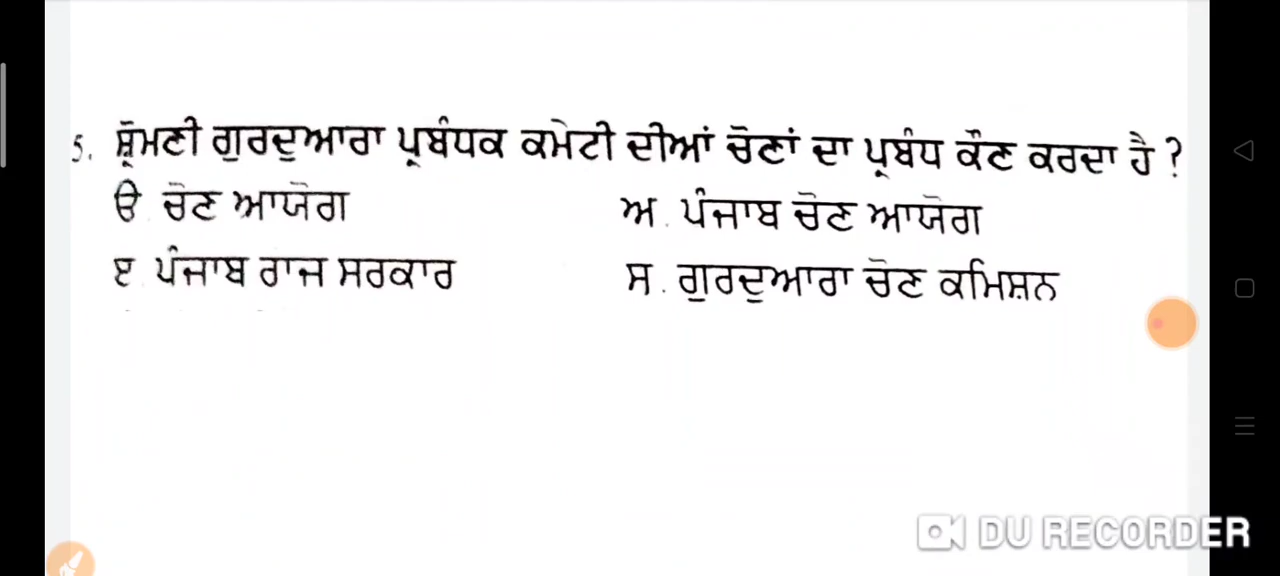 5. ਸ਼੍ਰੋਮਣੀ ਗੁਰਦੁਆਰਾ ਪ੍ਰਬੰਧਕ ਕਮੇਟੀ ਦੀਆਂ ਚੋਣਾਂ ਦਾ ਪ੍ਰਬੰਧ ਕੌਣ ਕਰਦਾ ਹੈ ?
ੳ ਚੋਣ ਆਯੋਗ
ਅ . ਪੰਜਾਬ ਚੋਣ ਆਯੋਗ
ੲ. ਪੰਜਾਬ ਰਾਜ ਸਰਕਾਰ
ਸ . ਗੁਰਦੁਆਰਾ ਚੋਣ ਕਮਿਸ਼ਨ
DU RECORDER